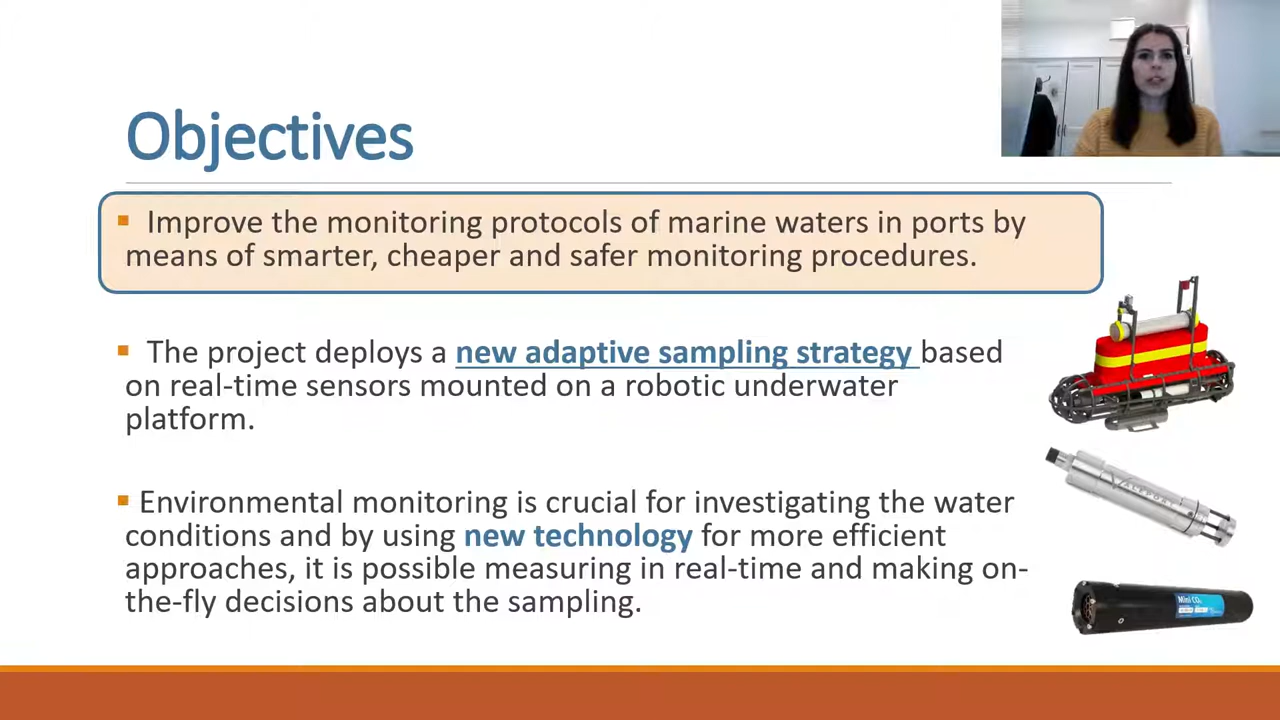 Objectives
▪ Improve the monitoring protocols of marine waters in ports by
means of smarter, cheaper and safer monitoring procedures.
▪ The project deploys a new adaptive sampling strategy based
on real-time sensors mounted on a robotic underwater
platform.
▪ Environmental monitoring is crucial for investigating the water
conditions and by using new technology for more efficient
approaches, it is possible measuring in real-time and making on-
the-fly decisions about the sampling.
Mini CO₂